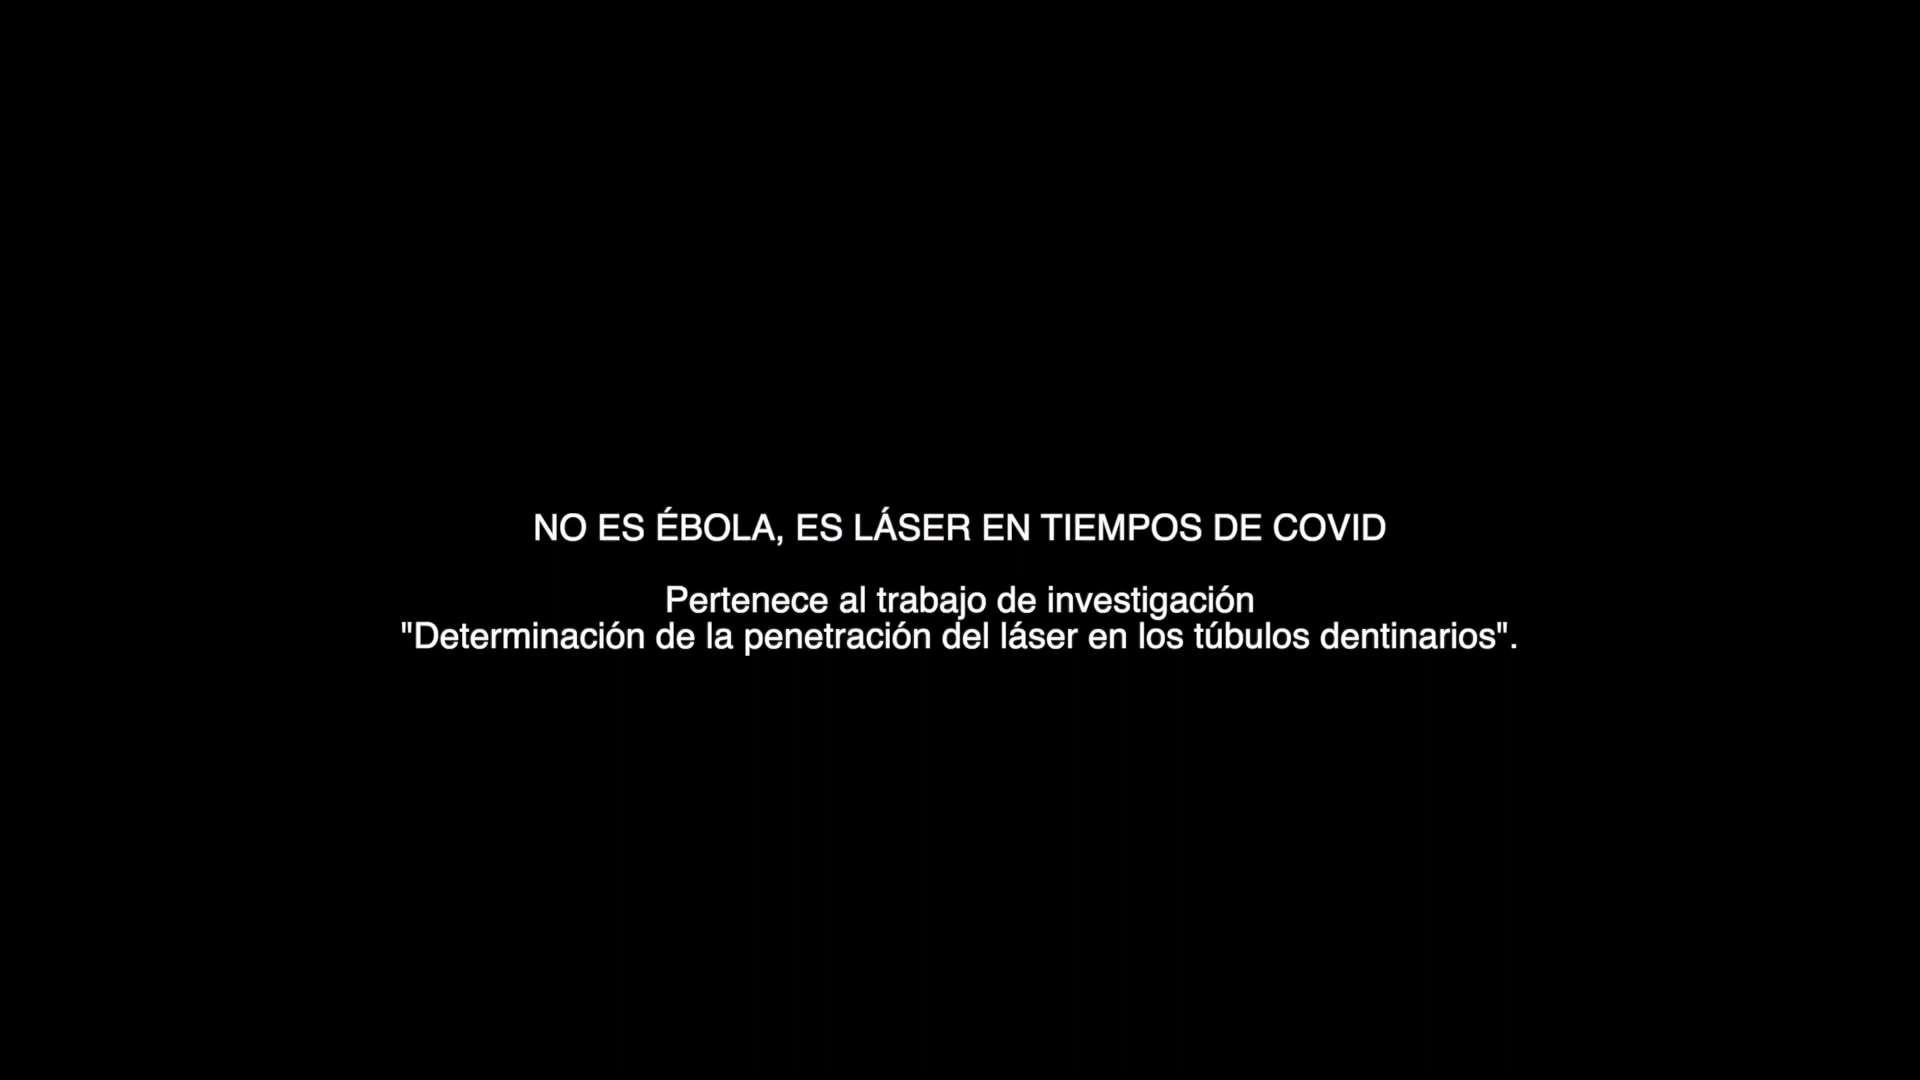 NO ES ÉBOLA, ES LÁSER EN TIEMPOS DE COVID
Pertenece al trabajo de investigación
"Determinación de la penetración del láser en los túbulos dentinarios".